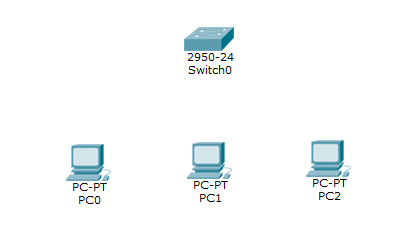 2950-24
Switch0
PC-PT
PC0
PC-PT
PC1
PC-PT
PC2